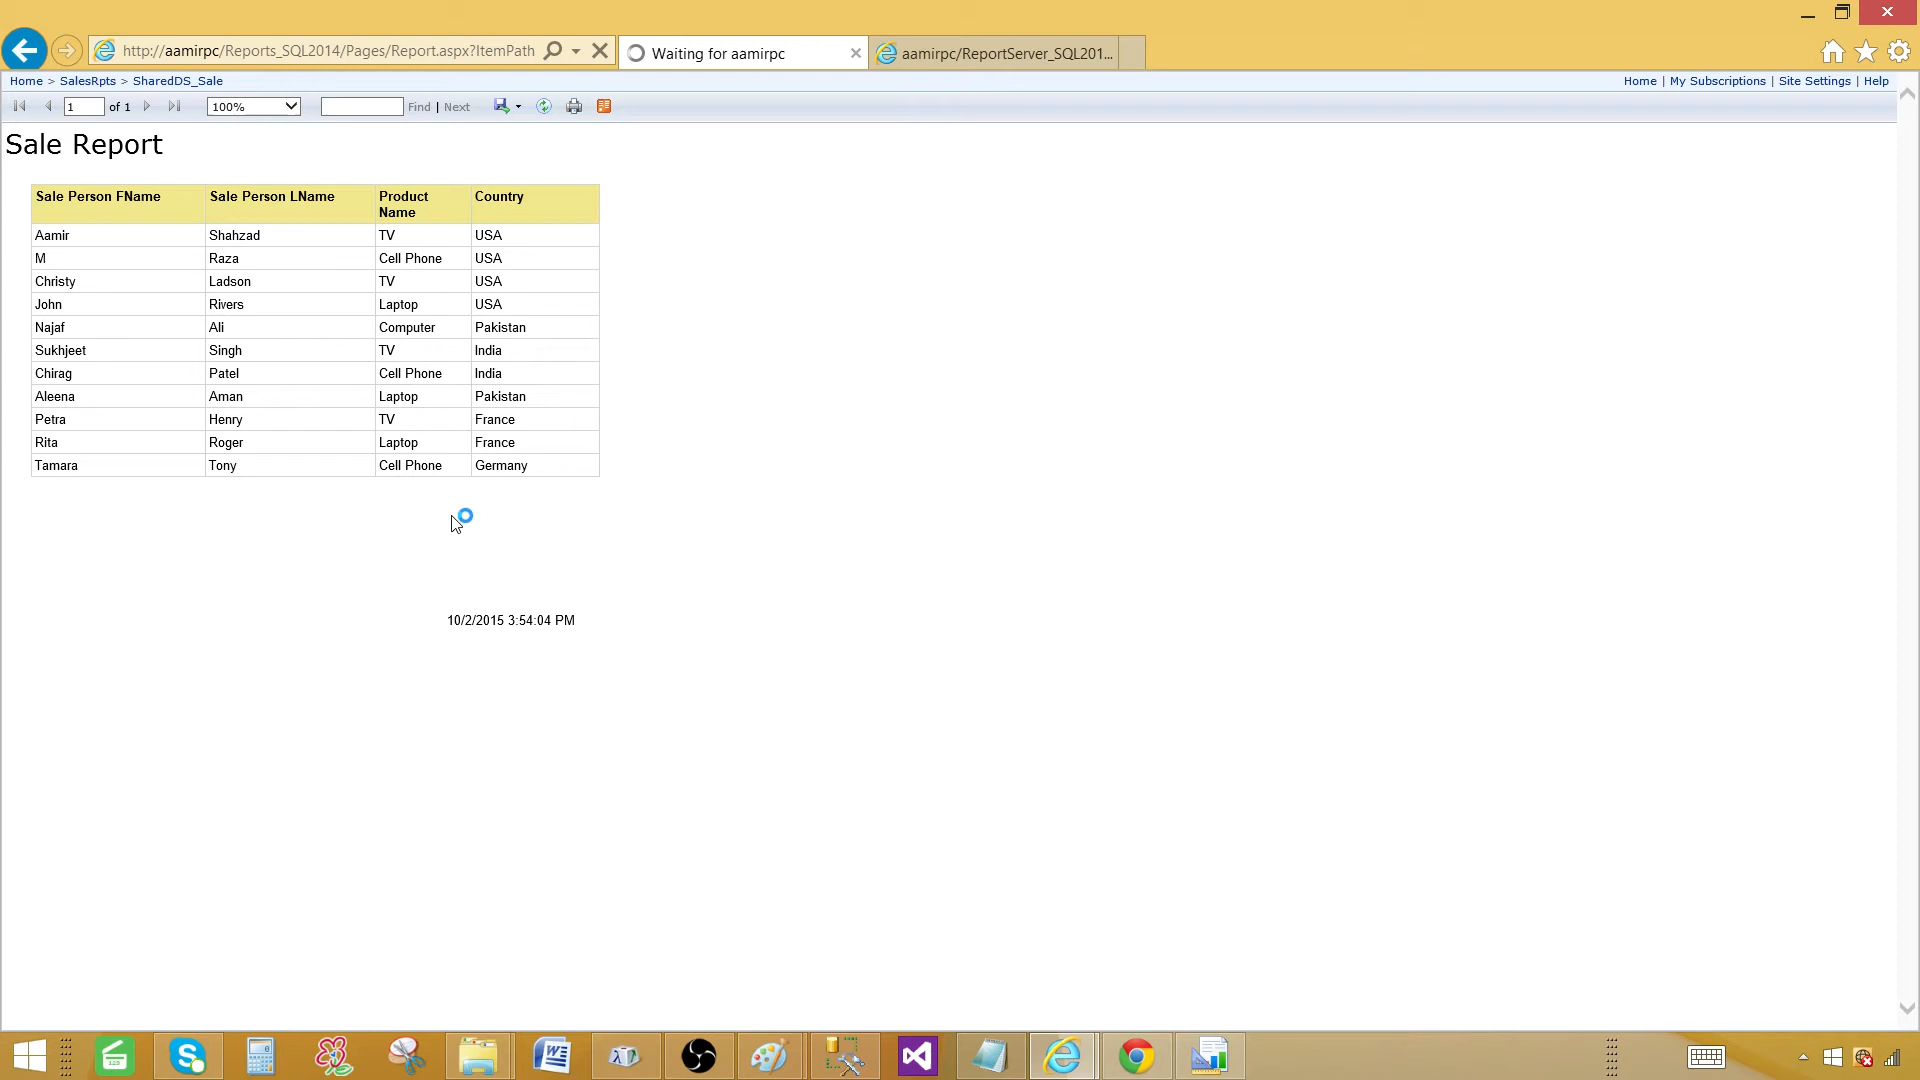 http://aamirpc/Reports_SQL2014/Pages/Report.aspx?ItemPath
Waiting for aamirpc
aamirpc/ReportServer_SQL201...
Home > SalesRpts > SharedDS_Sale
Home | My Subscriptions | Site Settings | Help
1 of 1
100%
Find | Next
Sale Report
Sale Person FName Sale Person LName Product Name Country
Aamir Shahzad TV USA
M Raza Cell Phone USA
Christy Ladson TV USA
John Rivers Laptop USA
Najaf Ali Computer Pakistan
Sukhjeet Singh TV India
Chirag Patel Cell Phone India
Aleena Aman Laptop Pakistan
Petra Henry TV France
Rita Roger Laptop France
Tamara Tony Cell Phone Germany
10/2/2015 3:54:04 PM